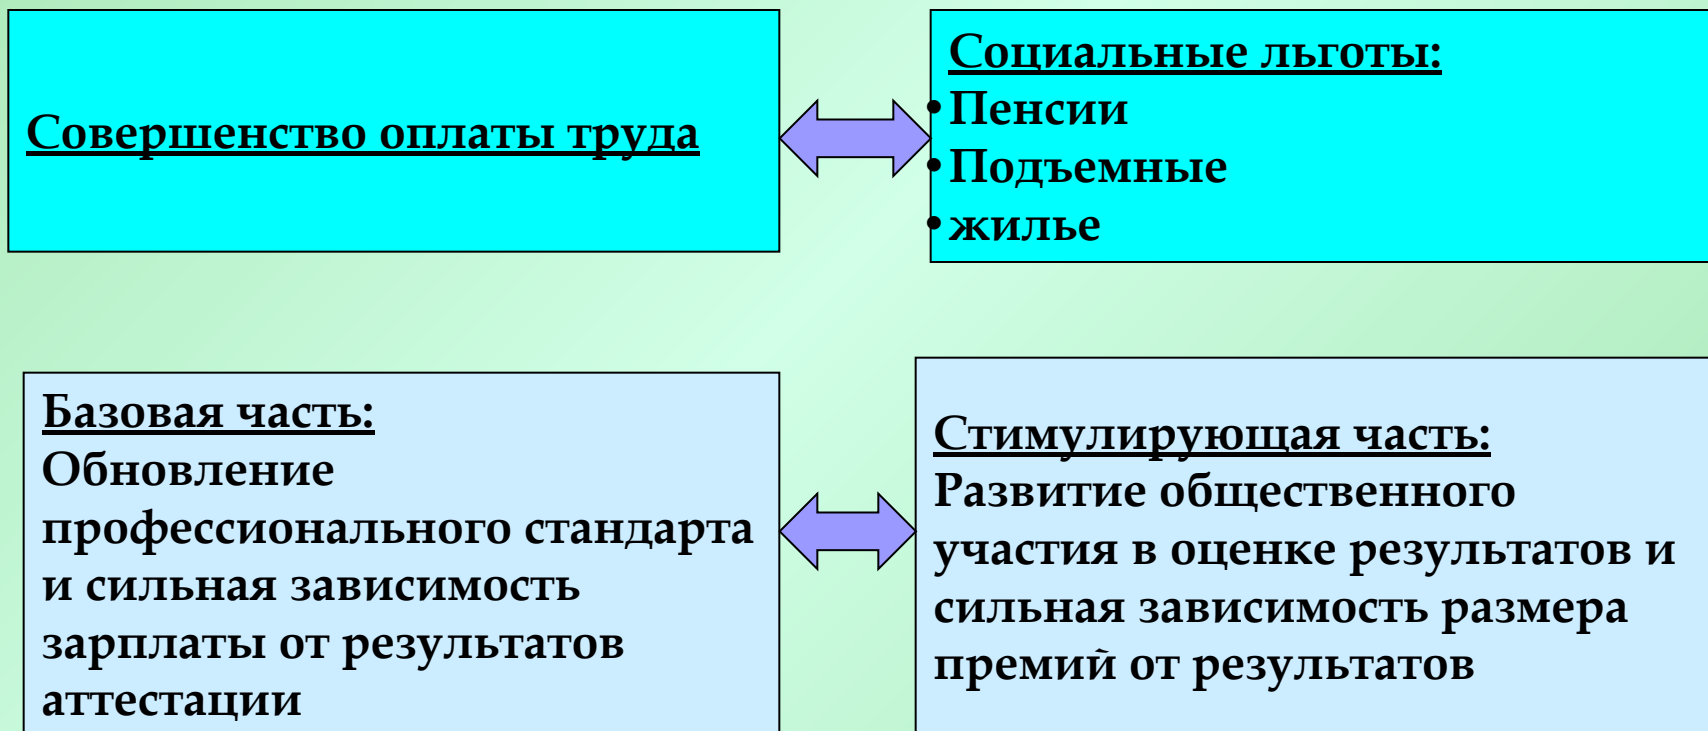 Совершенство оплаты труда
Социальные льготы:
•Пенсии
•Подъемные
•жилье
Базовая часть:
Обновление
профессионального стандарта
и сильная зависимость
зарплаты от результатов
аттестации
Стимулирующая часть:
Развитие общественного
участия в оценке результатов и
сильная зависимость размера
премий от результатов